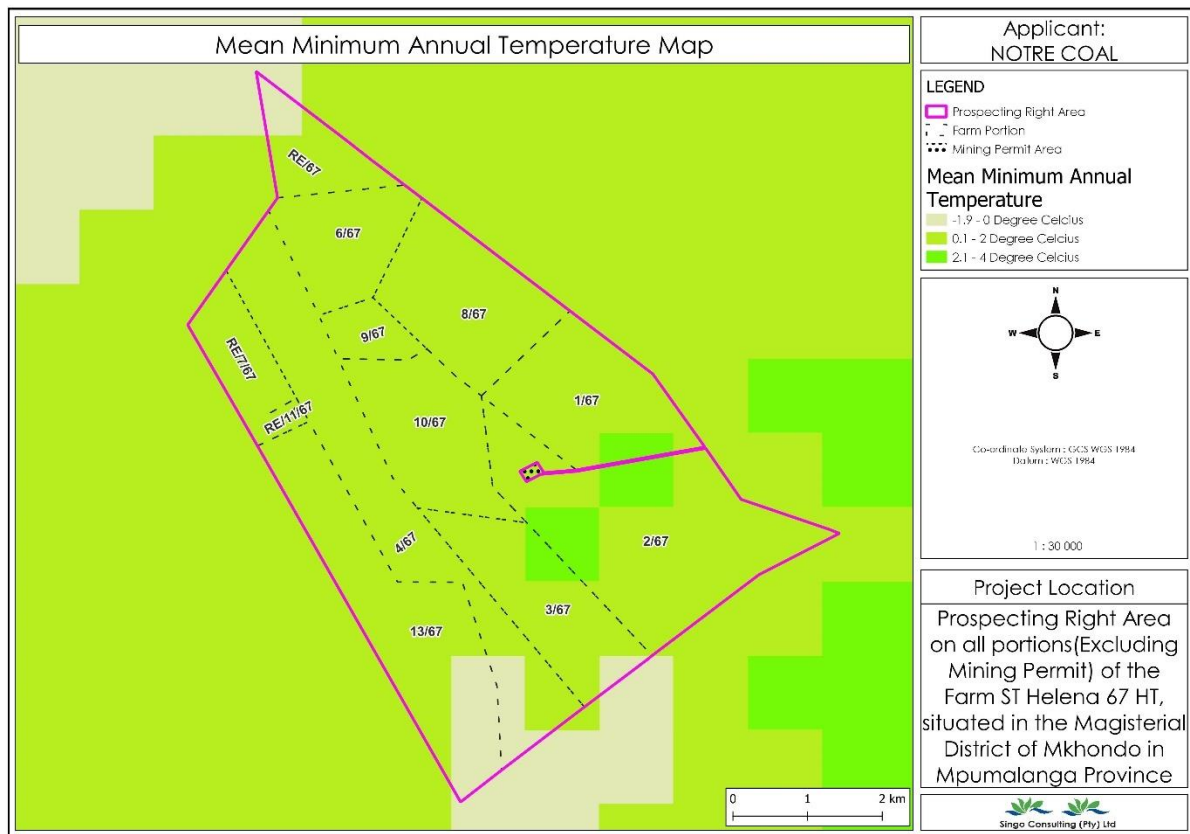 Mean Minimum Annual Temperature Map
RE/67
6/67
8/67
9/67
RE/7/67
1/67
RE/11/67
10/67
2/67
4/67
3/67
13/67
0 1 2 km
Applicant:
NOTRE COAL
LEGEND
Prospecting Right Area
Farm Portion
Mining Permit Area
Mean Minimum Annual
Temperature
-1.9 - 0 Degree Celcius
0.1 - 2 Degree Celcius
2.1 - 4 Degree Celcius
N
W E
S
Co-ordinate System : GCS WGS 1984
Datum : WGS 1984
1 : 30 000
Project Location
Prospecting Right Area
on all portions(Excluding
Mining Permit) of the
Farm ST Helena 67 HT,
situated in the Magisterial
District of Mkhondo in
Mpumalanga Province
Singo Consulting (Pty) Ltd